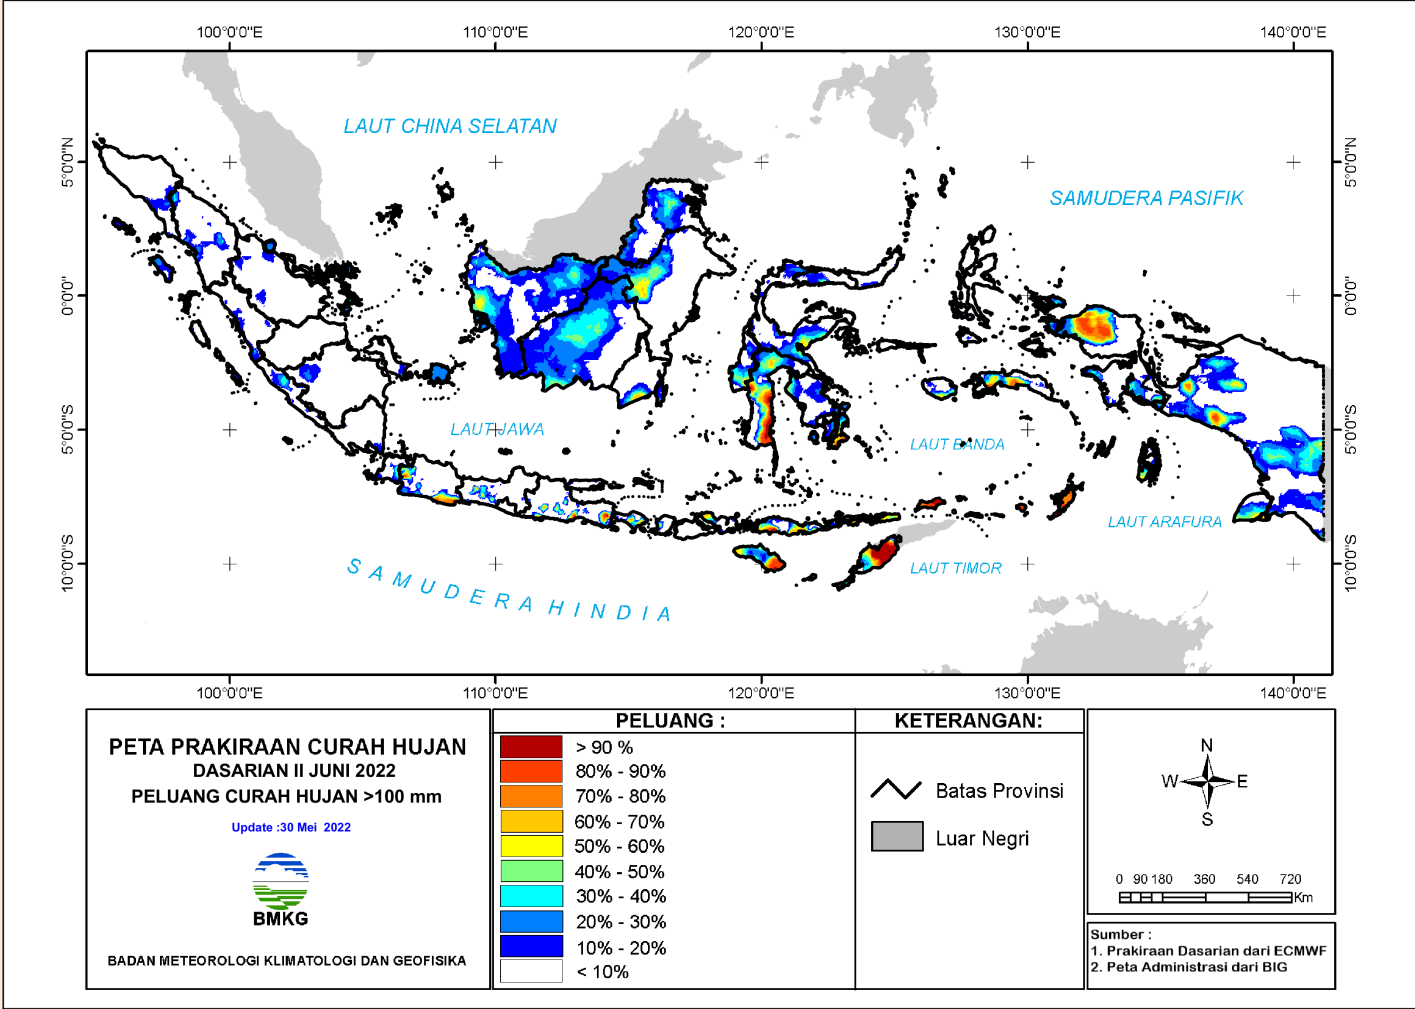 100°0'0"E 110°0'0"E 120°0'0"E 130°0'0"E 140°0'0"E
5°0'0"N 5°0'0"N
0°0'0" 0°0'0"
5°0'0"S 5°0'0"S
10°0'0"S 10°0'0"S
LAUT CHINA SELATAN
SAMUDERA PASIFIK
LAUT JAWA
LAUT BANDA
LAUT ARAFURA
LAUT TIMOR
SAMUDERA HINDIA
100°0'0"E 110°0'0"E 120°0'0"E 130°0'0"E 140°0'0"E
PETA PRAKIRAAN CURAH HUJAN
DASARIAN II JUNI 2022
PELUANG CURAH HUJAN >100 mm
Update :30 Mei 2022
BMKG
BADAN METEOROLOGI KLIMATOLOGI DAN GEOFISIKA
PELUANG :
> 90 %
80% - 90%
70% - 80%
60% - 70%
50% - 60%
40% - 50%
30% - 40%
20% - 30%
10% - 20%
< 10%
KETERANGAN:
Batas Provinsi
Luar Negri
N
W E
S
0 90 180 360 540 720
Km
Sumber :
1. Prakiraan Dasarian dari ECMWF
2. Peta Administrasi dari BIG